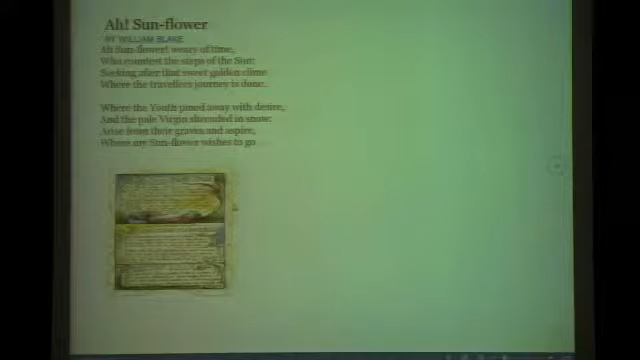 Ah! Sun-flower
BY WILLIAM BLAKE
Ah Sun-flower! weary of time,
Who countest the steps of the Sun:
Seeking after that sweet golden clime
Where the travellers journey is done.
Where the Youth pined away with desire,
And the pale Virgin shrouded in snow:
Arise from their graves and aspire,
Where my Sun-flower wishes to go